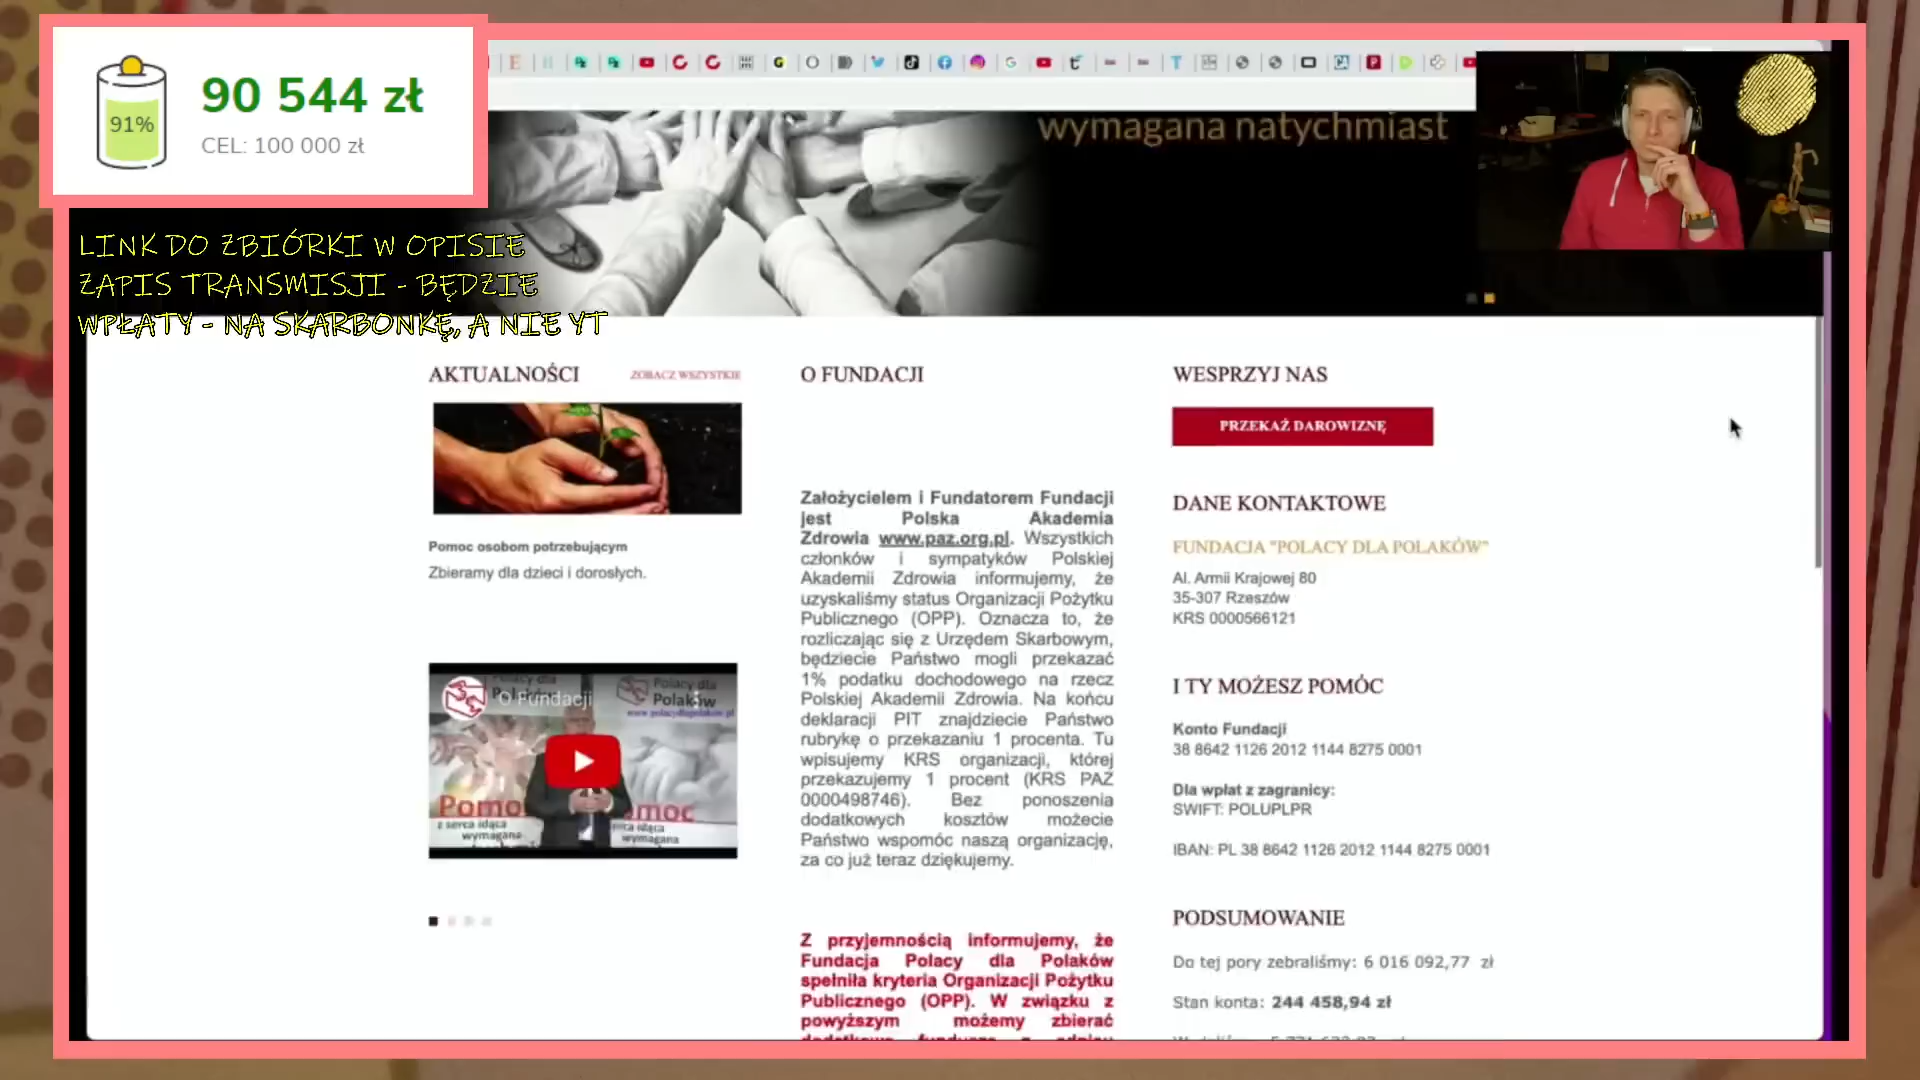 90 544 zł
91%
CEL: 100 000 zł
LINK DO ZBIÓRKI W OPISIE
ZAPIS TRANSMISJI - BĘDZIE
WPŁATY - NA SKARBONKĘ, A NIE YT
wymagana natychmiast
AKTUALNOŚCI
ZOBACZ WSZYSTKIE
Pomoc osobom potrzebującym
Zbieramy dla dzieci i dorosłych.
O Fundacji
Polacy dla
Polaków
www.polacydlapolakow.pl
z serca idąca
wymagana
wymagana
O FUNDACJI
Założycielem i Fundatorem Fundacji
jest Polska Akademia
Zdrowia www.paz.org.pl. Wszystkich
członków i sympatyków Polskiej
Akademii Zdrowia informujemy, że
uzyskaliśmy status Organizacji Pożytku
Publicznego (OPP). Oznacza to, że
rozliczając się z Urzędem Skarbowym,
będziecie Państwo mogli przekazać
1% podatku dochodowego na rzecz
Polskiej Akademii Zdrowia. Na końcu
deklaracji PIT znajdziecie Państwo
rubrykę o przekazaniu 1 procenta. Tu
wpisujemy KRS organizacji, której
przekazujemy 1 procent (KRS PAZ
0000498746). Bez ponoszenia
dodatkowych kosztów możecie
Państwo wspomóc naszą organizację,
za co już teraz dziękujemy.
Z przyjemnością informujemy, że
Fundacja Polacy dla Polaków
spełniła kryteria Organizacji Pożytku
Publicznego (OPP). W związku z
powyższym możemy zbierać
WESPRZYJ NAS
PRZEKAŻ DAROWIZNĘ
DANE KONTAKTOWE
FUNDACJA "POLACY DLA POLAKÓW"
Al. Armii Krajowej 80
35-307 Rzeszów
KRS 0000566121
I TY MOŻESZ POMÓC
Konto Fundacji
38 8642 1126 2012 1144 8275 0001
Dla wpłat z zagranicy:
SWIFT: POLUPLPR
IBAN: PL 38 8642 1126 2012 1144 8275 0001
PODSUMOWANIE
Do tej pory zebraliśmy: 6 016 092,77 zł
Stan konta: 244 458,94 zł